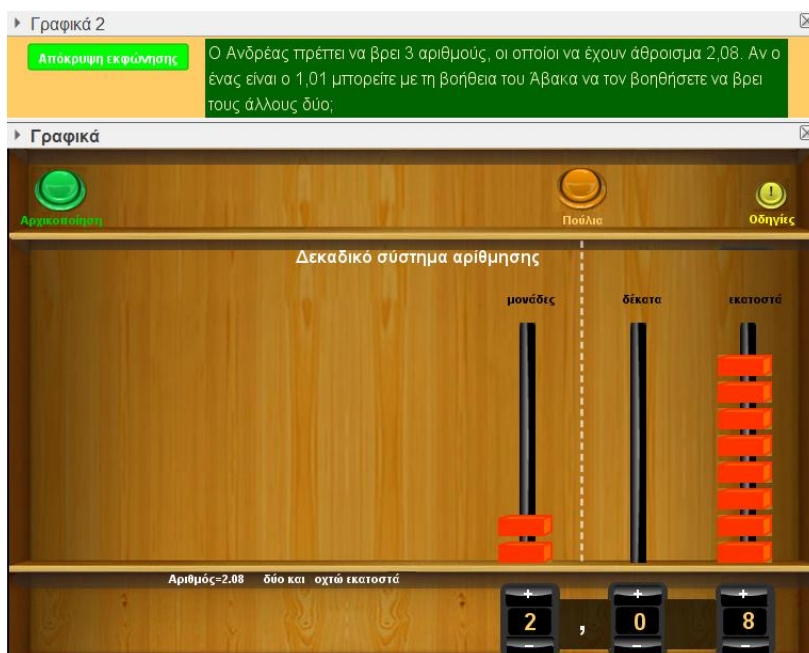 Γραφικά 2
Απόκρυψη εκφώνησης
Ο Ανδρέας πρέπει να βρει 3 αριθμούς, οι οποίοι να έχουν άθροισμα 2,08. Αν ο
ένας είναι ο 1,01 μπορείτε με τη βοήθεια του Άβακα να τον βοηθήσετε να βρει
τους άλλους δύο;
Γραφικά
Αρχικοποίηση
Πούλια
Οδηγίες
Δεκαδικό σύστημα αρίθμησης
μονάδες δέκατα εκατοστά
Αριθμός=2.08 δύο και οχτώ εκατοστά
+ + +
2 , 0 8
- - -